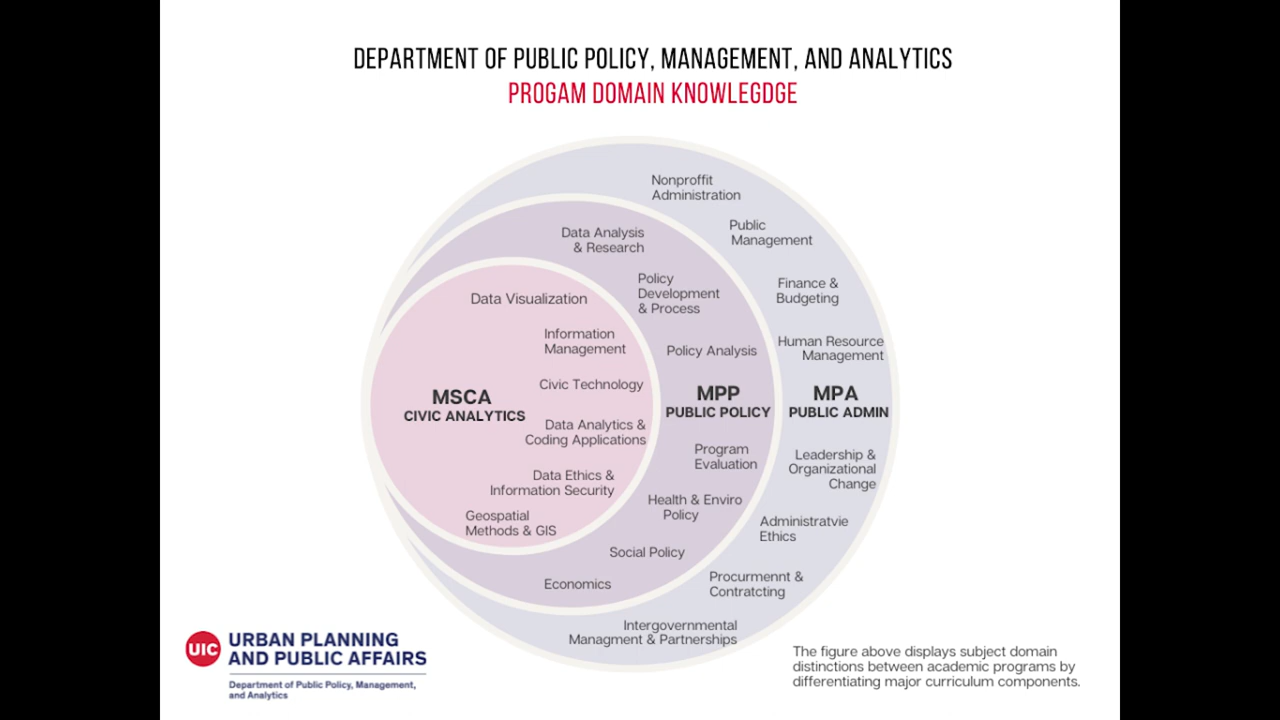 DEPARTMENT OF PUBLIC POLICY, MANAGEMENT, AND ANALYTICS
PROGAM DOMAIN KNOWLEGDGE
Nonproffit
Administration
Public
Management
Finance &
Budgeting
Human Resource
Management
MPA
PUBLIC ADMIN
Leadership &
Organizational
Change
Administratvie
Ethics
Procurmennt &
Contratcting
Intergovernmental
Managment & Partnerships
Data Analysis
& Research
Policy
Development
& Process
Policy Analysis
MPP
PUBLIC POLICY
Program
Evaluation
Health & Enviro
Policy
Social Policy
Economics
Data Visualization
Information
Management
Civic Technology
MSCA
CIVIC ANALYTICS
Data Analytics &
Coding Applications
Data Ethics &
Information Security
Geospatial
Methods & GIS
UIC
URBAN PLANNING
AND PUBLIC AFFAIRS
Department of Public Policy, Management,
and Analytics
The figure above displays subject domain
distinctions between academic programs by
differentiating major curriculum components.